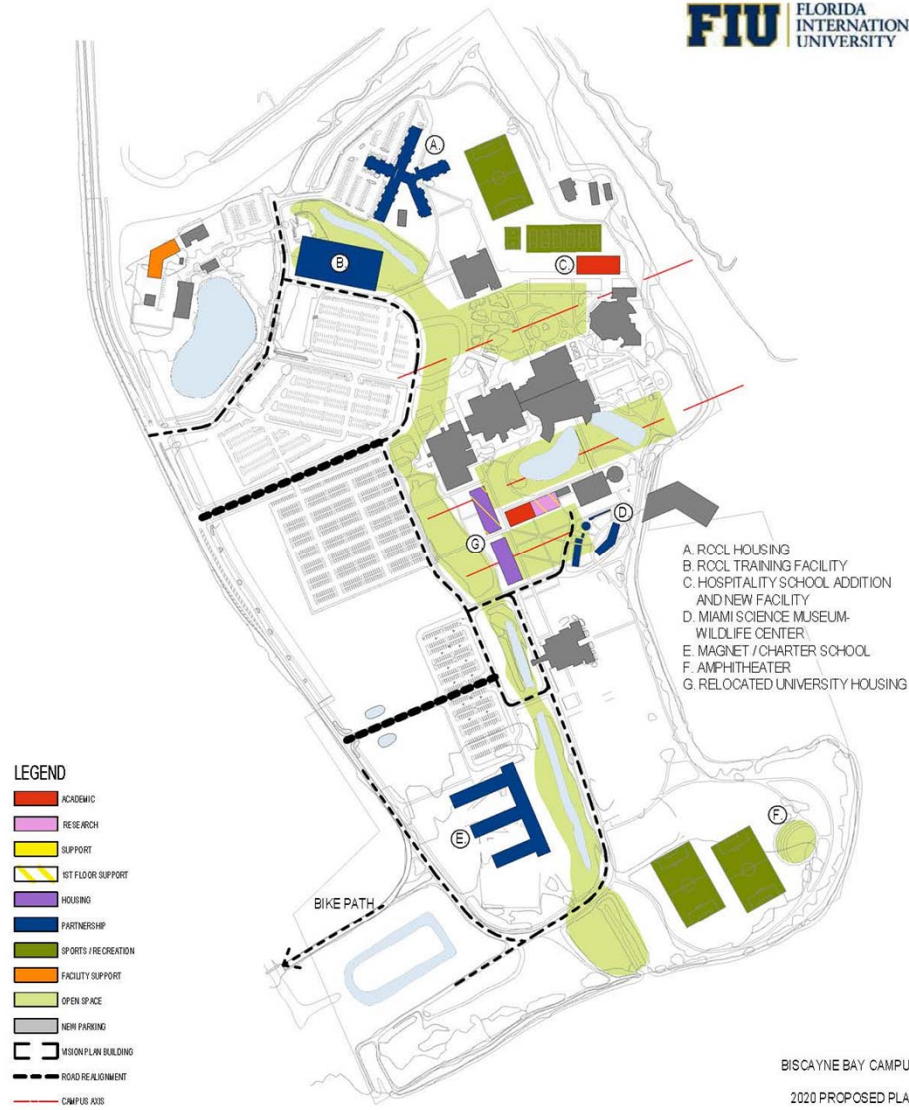 FIU
FLORIDA
INTERNATIONAL
UNIVERSITY
A.
B.
C.
D.
G
A. RCCL HOUSING
B. RCCL TRAINING FACILITY
C. HOSPITALITY SCHOOL ADDITION
AND NEW FACILITY
D. MIAMI SCIENCE MUSEUM-
WILDLIFE CENTER
E. MAGNET / CHARTER SCHOOL
F. AMPHITHEATER
G. RELOCATED UNIVERSITY HOUSING
E.
F.
BIKE PATH
LEGEND
ACADEMIC
RESEARCH
SUPPORT
1ST FLOOR SUPPORT
HOUSING
PARTNERSHIP
SPORTS / RECREATION
FACILITY SUPPORT
OPEN SPACE
NEW PARKING
VISION PLAN BUILDING
ROAD REALIGNMENT
CAMPUS AXIS
BISCAYNE BAY CAMPU
2020 PROPOSED PLA